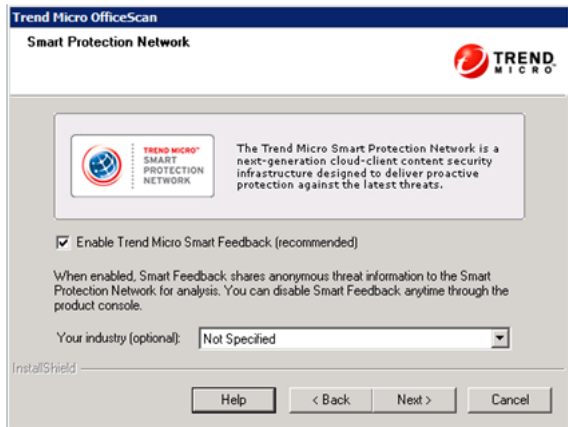 Trend Micro OfficeScan
Smart Protection Network
TREND
MICRO
TREND MICRO™
SMART
PROTECTION
NETWORK
The Trend Micro Smart Protection Network is a
next-generation cloud-client content security
infrastructure designed to deliver proactive
protection against the latest threats.
Enable Trend Micro Smart Feedback (recommended)
When enabled, Smart Feedback shares anonymous threat information to the Smart
Protection Network for analysis. You can disable Smart Feedback anytime through the
product console.
Your industry (optional): Not Specified
InstallShield
Help < Back Next > Cancel